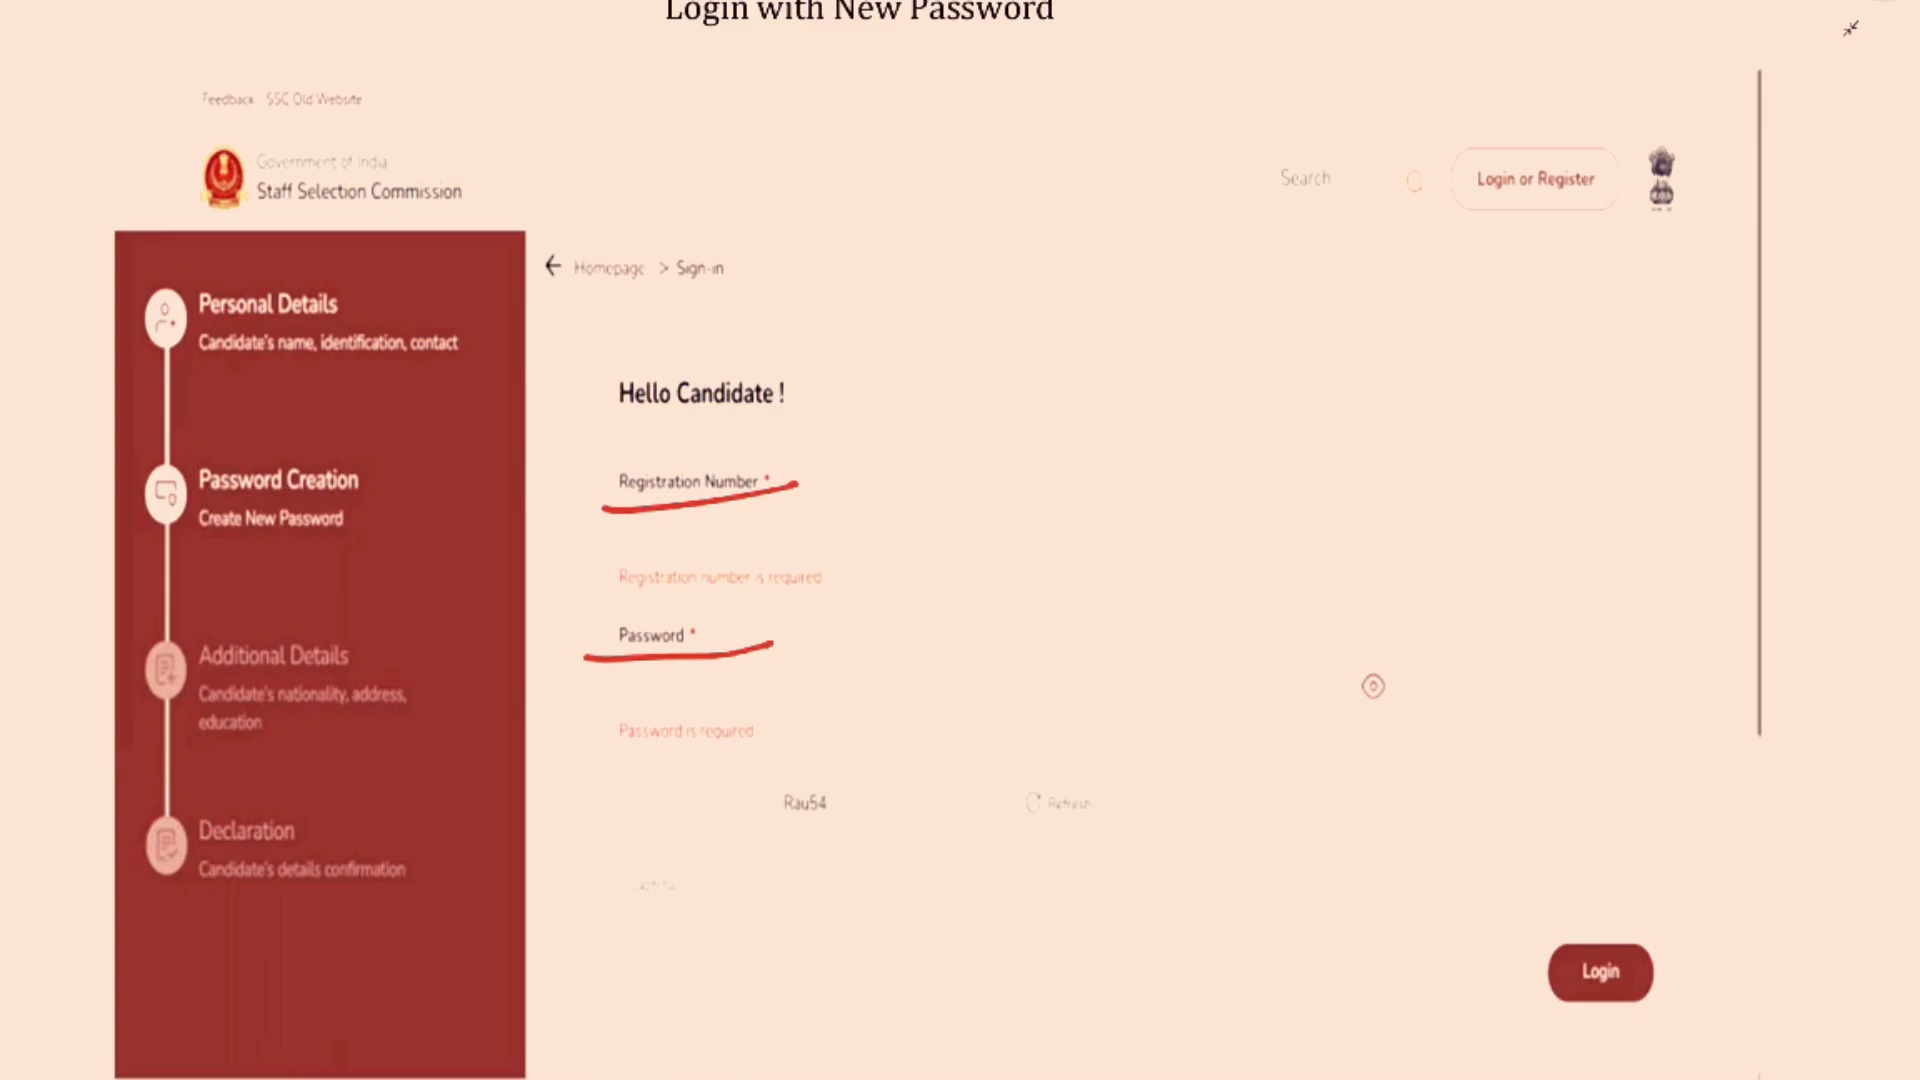 Login with New Password
Feedback SSC Old Website
Government of India
Staff Selection Commission
Search
Login or Register
Homepage > Sign-in
Personal Details
Candidate's name, identification, contact
Password Creation
Create New Password
Additional Details
Candidate's nationality, address,
education
Declaration
Candidate's details confirmation
Hello Candidate !
Registration Number *
Registration number is required
Password *
Password is required
Rau54
Refresh
Login